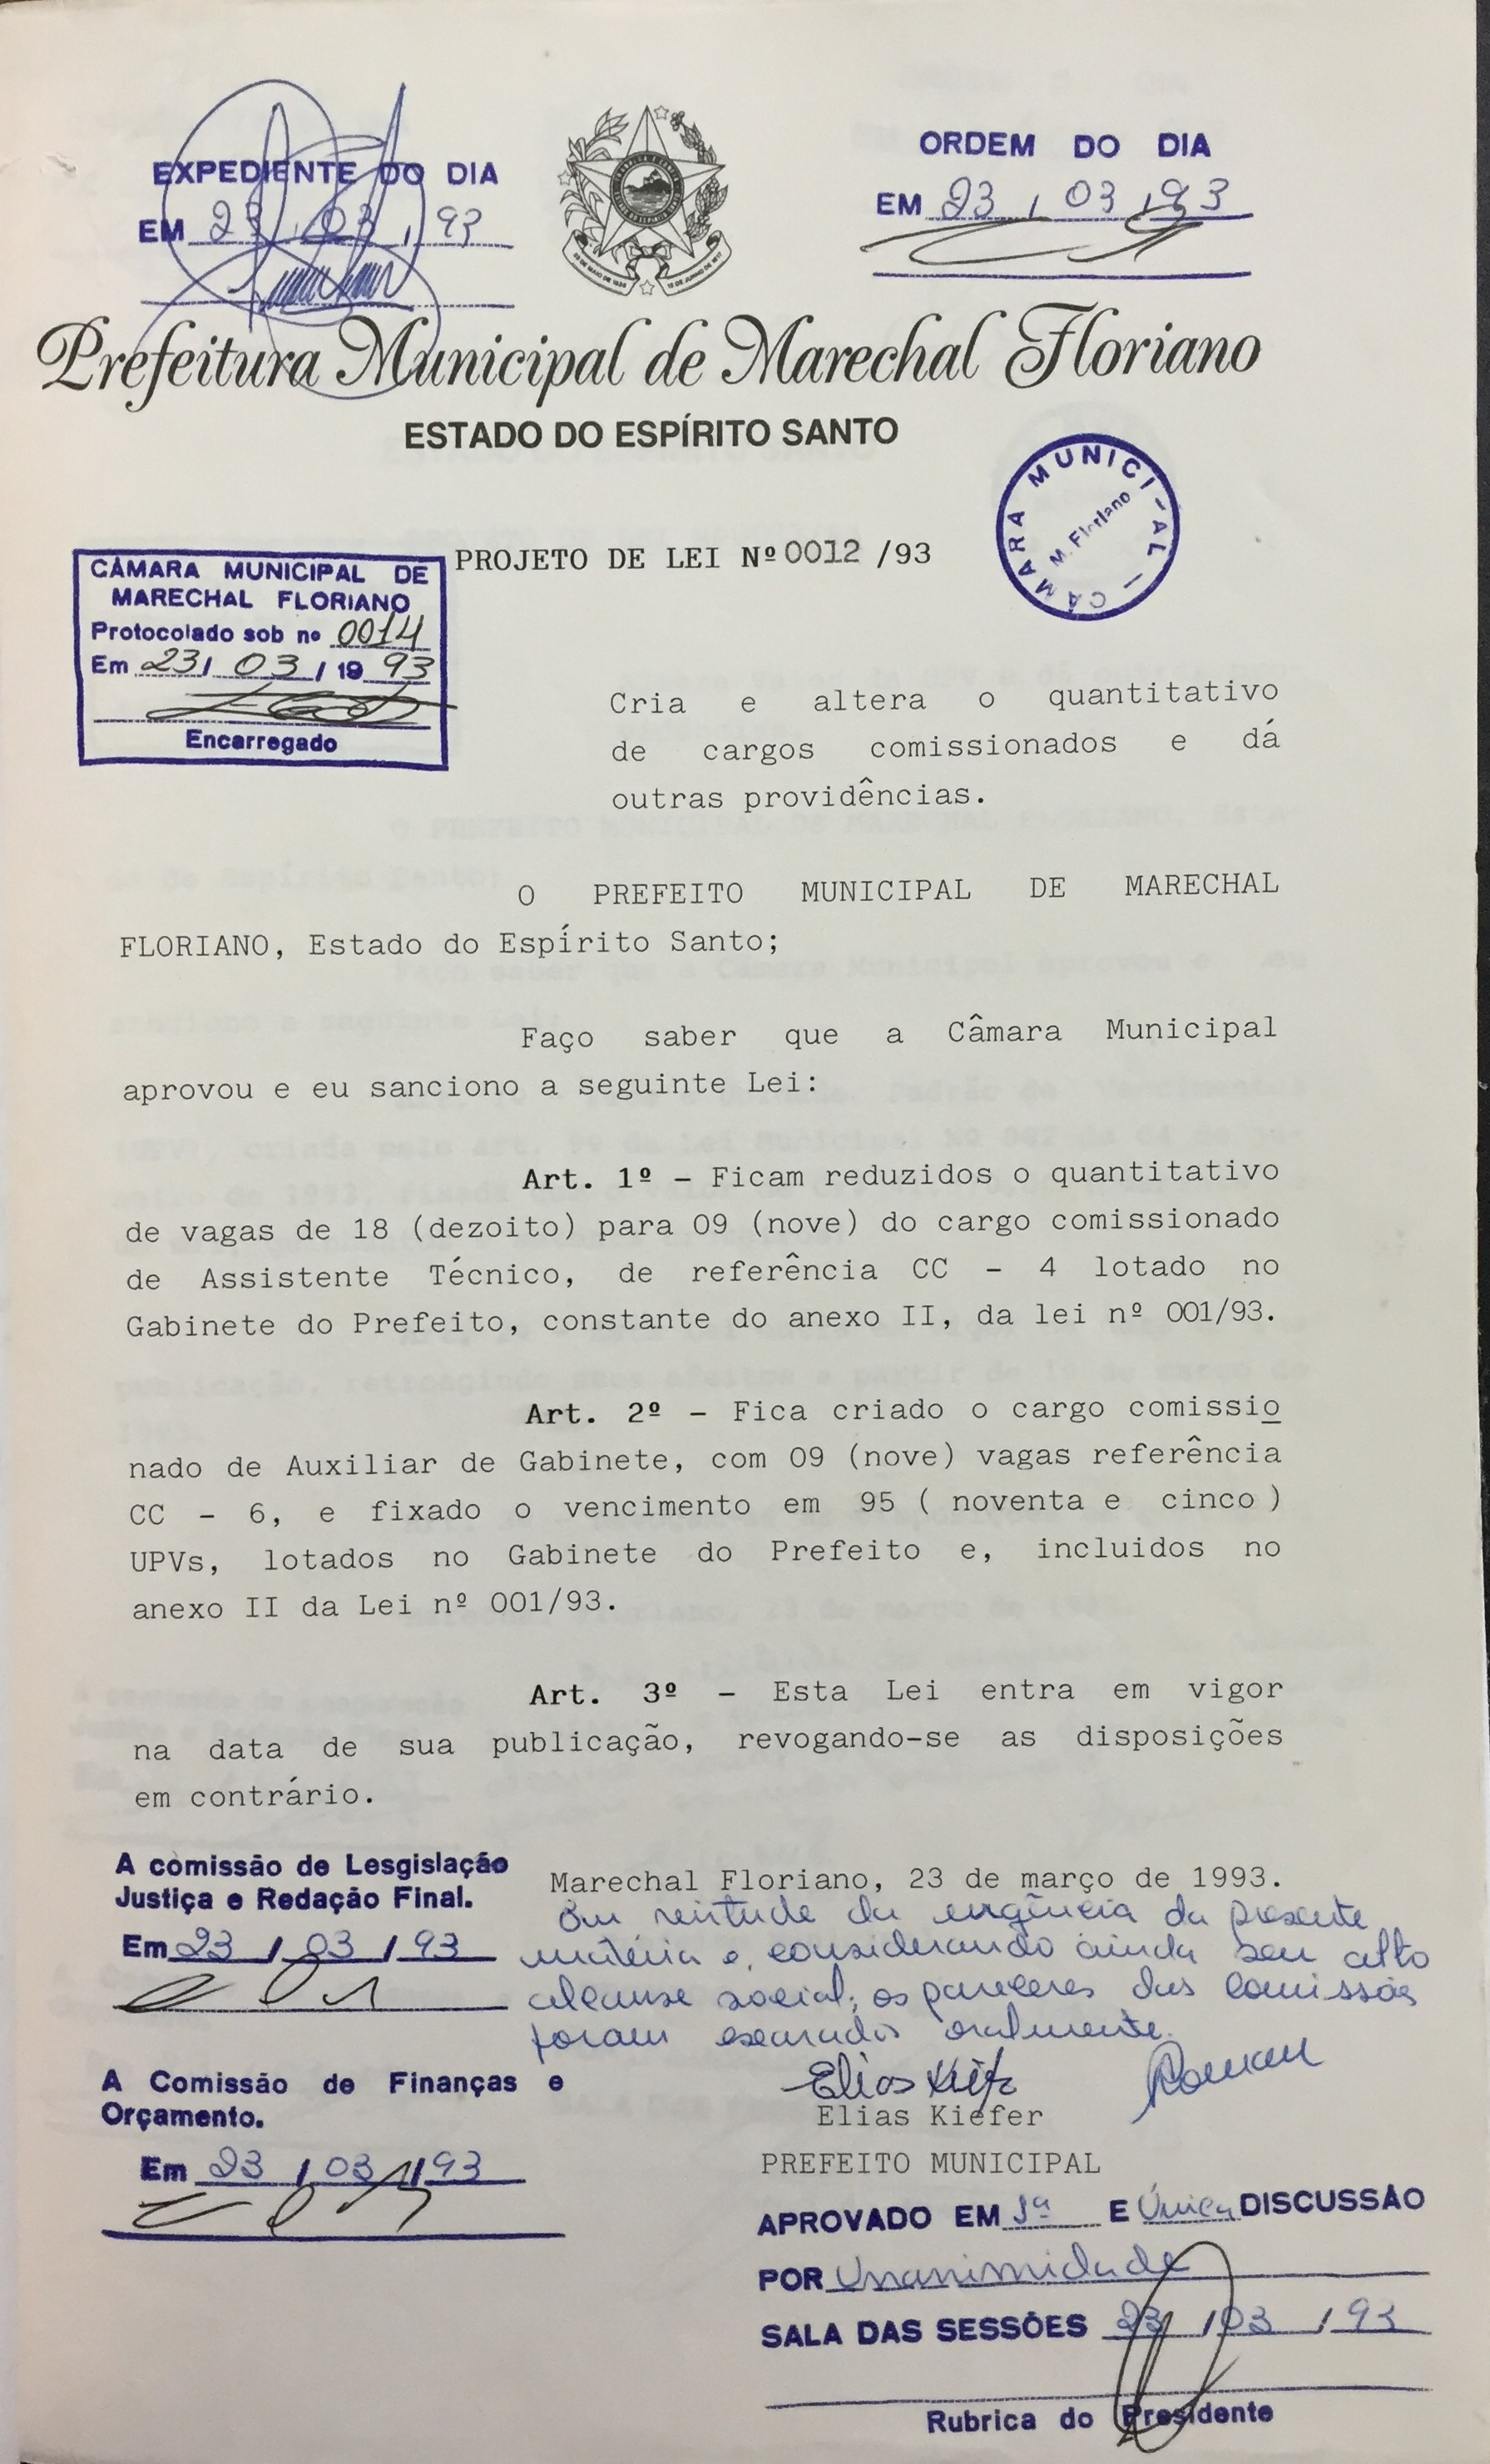 EXPEDIENTE DO DIA
EM 23 / 03 / 93
ORDEM DO DIA
EM 23 / 03 / 93
Prefeitura Municipal de Marechal Floriano
ESTADO DO ESPÍRITO SANTO
CÂMARA MUNICI-AL —
M. Floriano
PROJETO DE LEI Nº 0012 /93
CÂMARA MUNICIPAL DE
MARECHAL FLORIANO
Protocolado sob nº 0014
Em 23/ 03 / 19 93
Encarregado
Cria e altera o quantitativo
de cargos comissionados e dá
outras providências.
O PREFEITO MUNICIPAL DE MARECHAL
FLORIANO, Estado do Espírito Santo;
Faço saber que a Câmara Municipal
aprovou e eu sanciono a seguinte Lei:
Art. 1º - Ficam reduzidos o quantitativo
de vagas de 18 (dezoito) para 09 (nove) do cargo comissionado
de Assistente Técnico, de referência CC - 4 lotado no
Gabinete do Prefeito, constante do anexo II, da lei nº 001/93.
Art. 2º - Fica criado o cargo comissio
nado de Auxiliar de Gabinete, com 09 (nove) vagas referência
CC - 6, e fixado o vencimento em 95 ( noventa e cinco )
UPVs, lotados no Gabinete do Prefeito e, incluidos no
anexo II da Lei nº 001/93.
Art. 3º - Esta Lei entra em vigor
na data de sua publicação, revogando-se as disposições
em contrário.
Marechal Floriano, 23 de março de 1993.
A comissão de Lesgislação
Justiça e Redação Final.
Em 23 / 03 / 93
da urgência da presente
matéria e, considerando ainda seu alto
social; os pareceres das comissões
foram exarados oralmente.
Elias Kiefer
Elias Kiefer
PREFEITO MUNICIPAL
A Comissão de Finanças e
Orçamento.
Em 23 / 03 / 93
APROVADO EM 1ª E Única DISCUSSÃO
POR Unanimidade
SALA DAS SESSÕES 23 / 03 / 93
Rubrica do Presidente